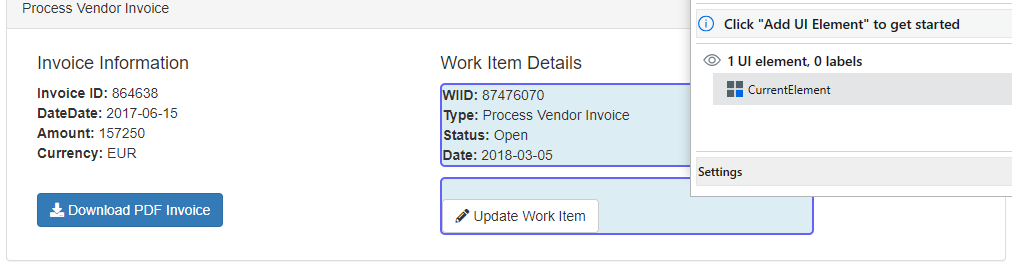 Process Vendor Invoice
Invoice Information
Invoice ID: 864638
DateDate: 2017-06-15
Amount: 157250
Currency: EUR
Download PDF Invoice
Work Item Details
WIID: 87476070
Type: Process Vendor Invoice
Status: Open
Date: 2018-03-05
Update Work Item
Click "Add UI Element" to get started
1 UI element, 0 labels
CurrentElement
Settings